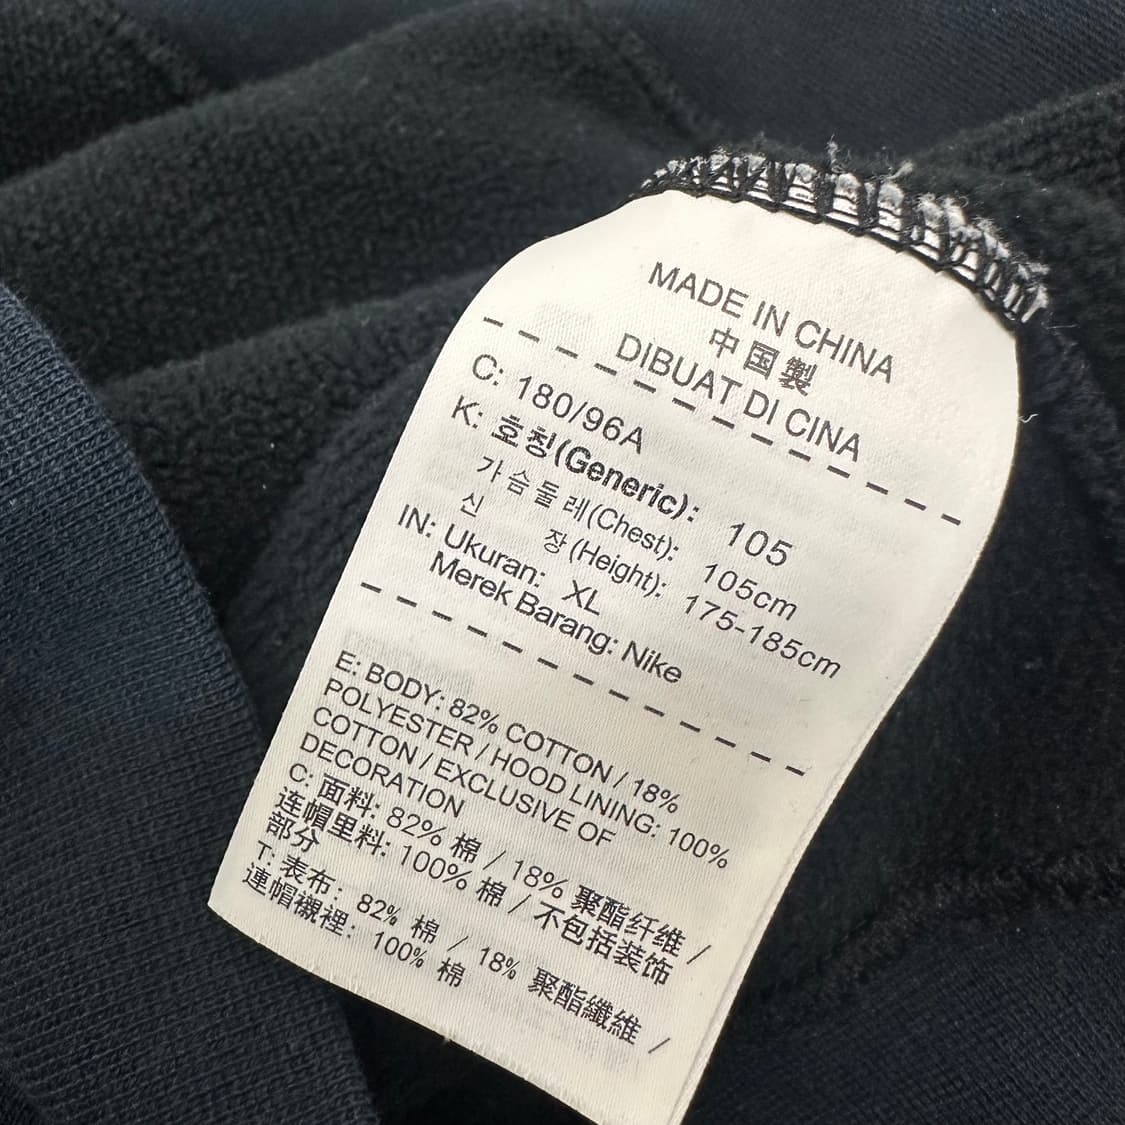 MADE IN CHINA
中国製
DIBUAT DI CINA
C: 180/96A
K: 호칭(Generic): 105
가슴둘레(Chest): 105cm
신 장(Height): 175-185cm
IN: Ukuran: XL
Merek Barang: Nike
E: BODY: 82% COTTON / 18%
POLYESTER / HOOD LINING: 100%
COTTON / EXCLUSIVE OF
DECORATION
C: 面料: 82% 棉 / 18% 聚酯纤维 /
连帽里料: 100% 棉 / 不包括装饰
部分
T: 表布: 82% 棉 / 18% 聚酯纖維 /
連帽襯裡: 100% 棉